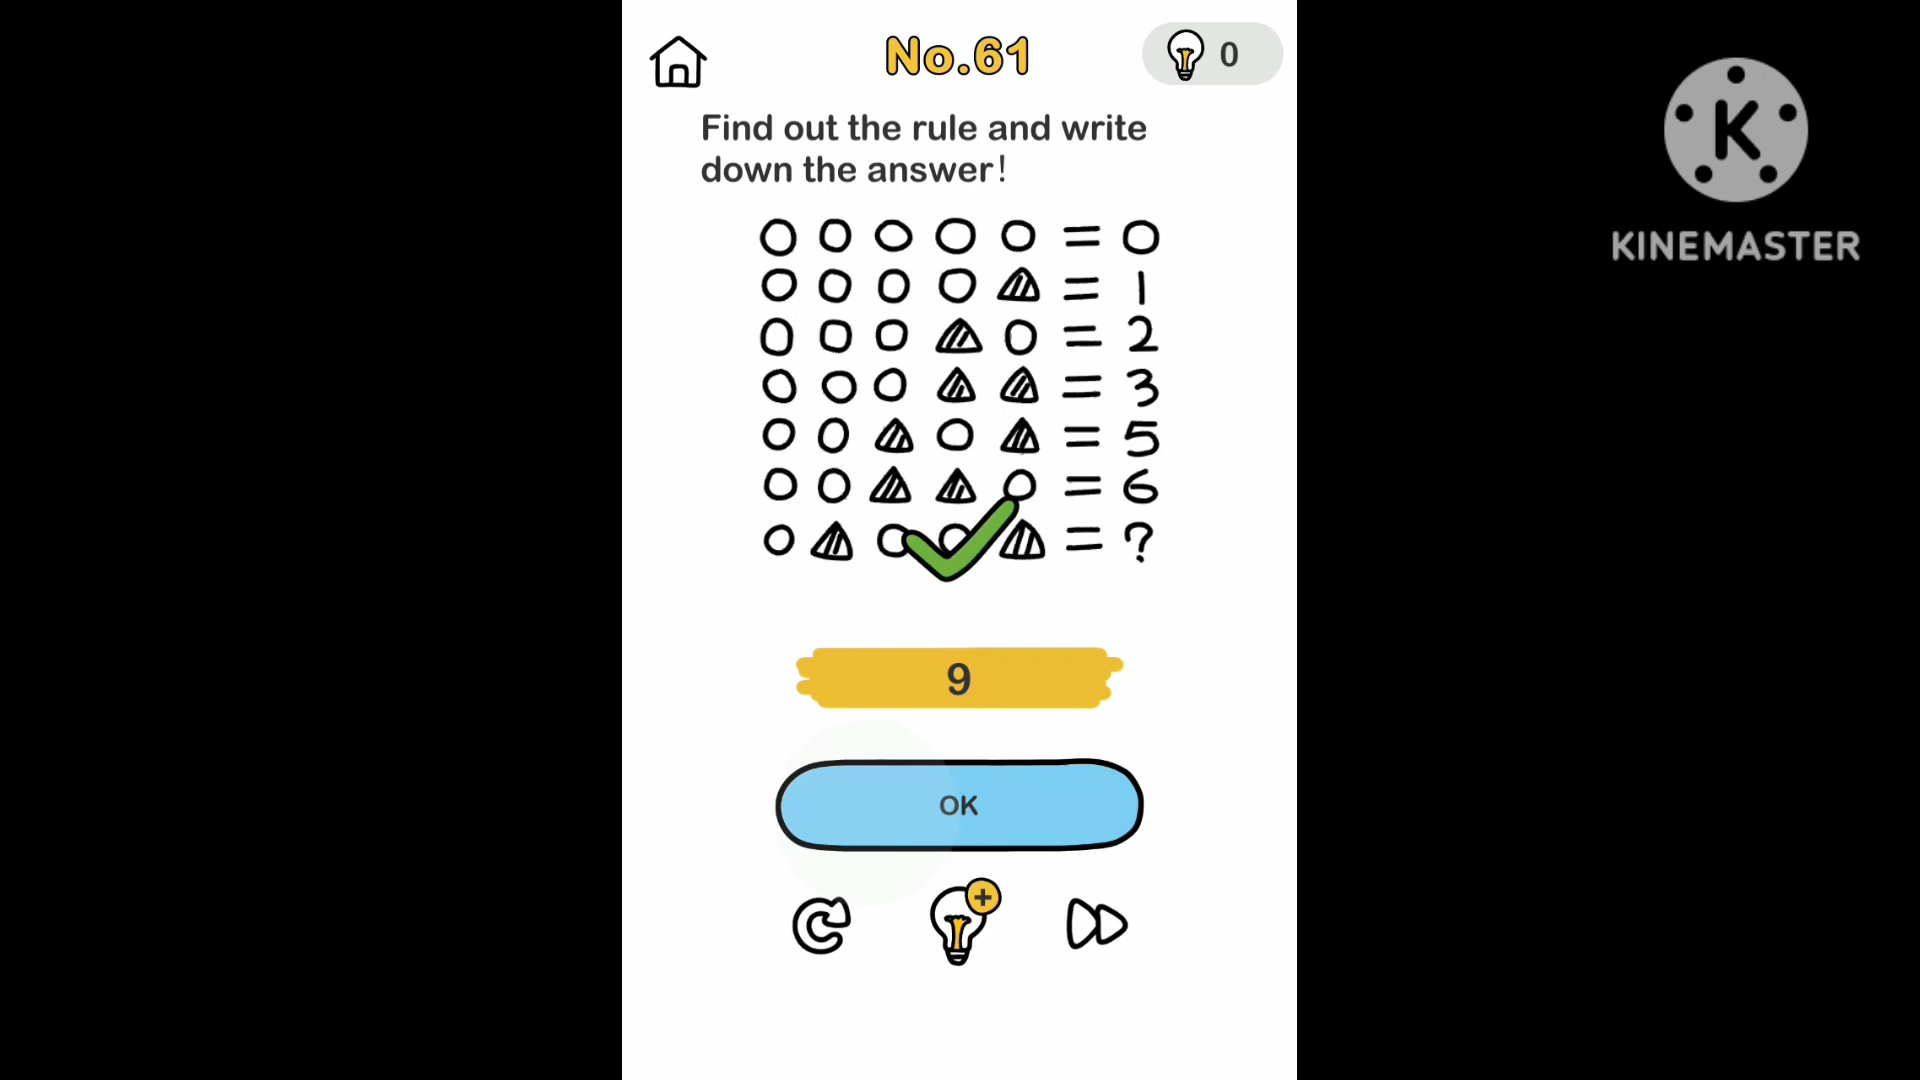 No.61
0
Find out the rule and write
down the answer!
○ ○ ○ ○ ○ = 0
○ ○ ○ ○ △ = 1
○ ○ ○ △ ○ = 2
○ ○ ○ △ △ = 3
○ ○ △ ○ △ = 5
○ ○ △ △ ○ = 6
○ △ ○ ○ △ = ?
9
OK
K
KINEMASTER